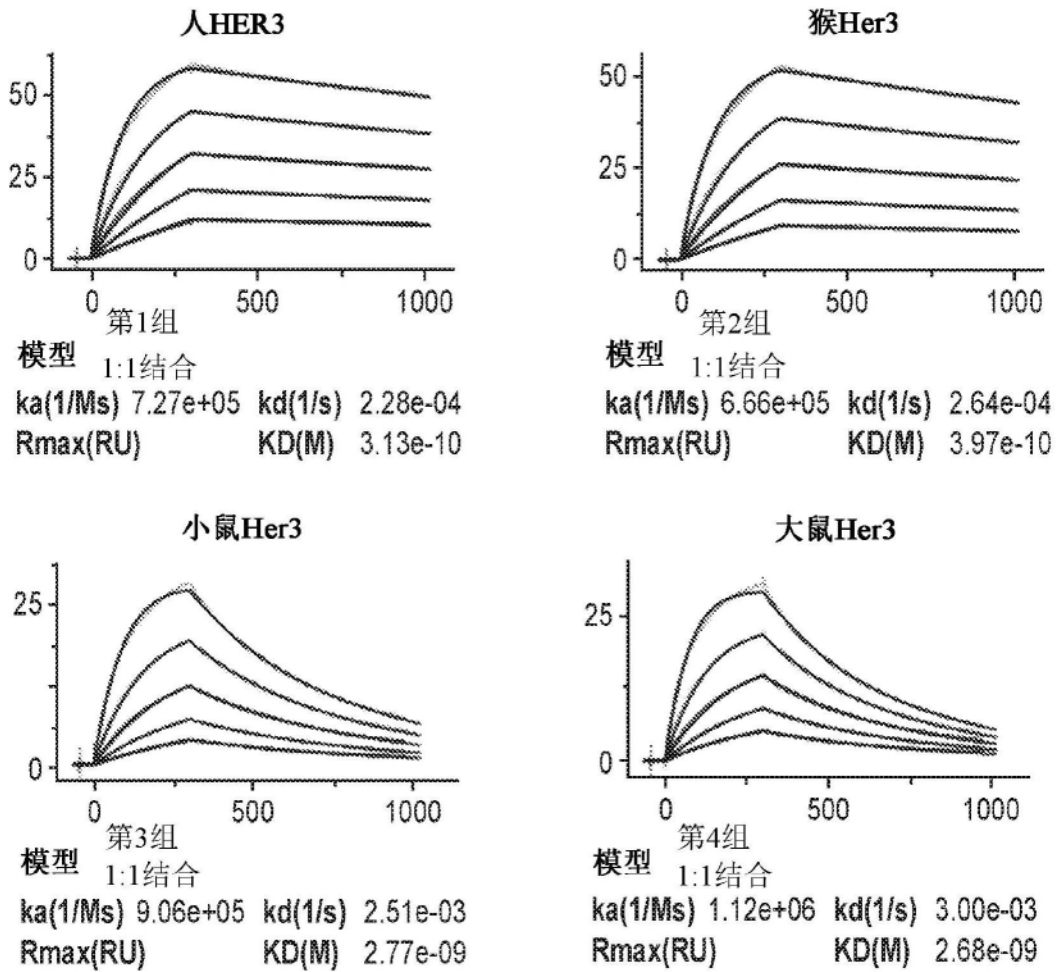 人HER3
50
25
0
0 500 1000
第1组
模型 1:1结合
ka(1/Ms) 7.27e+05 kd(1/s) 2.28e-04
Rmax(RU) KD(M) 3.13e-10
猴Her3
50
25
0
0 500 1000
第2组
模型 1:1结合
ka(1/Ms) 6.66e+05 kd(1/s) 2.64e-04
Rmax(RU) KD(M) 3.97e-10
小鼠Her3
25
0
0 500 1000
第3组
模型 1:1结合
ka(1/Ms) 9.06e+05 kd(1/s) 2.51e-03
Rmax(RU) KD(M) 2.77e-09
大鼠Her3
25
0
0 500 1000
第4组
模型 1:1结合
ka(1/Ms) 1.12e+06 kd(1/s) 3.00e-03
Rmax(RU) KD(M) 2.68e-09